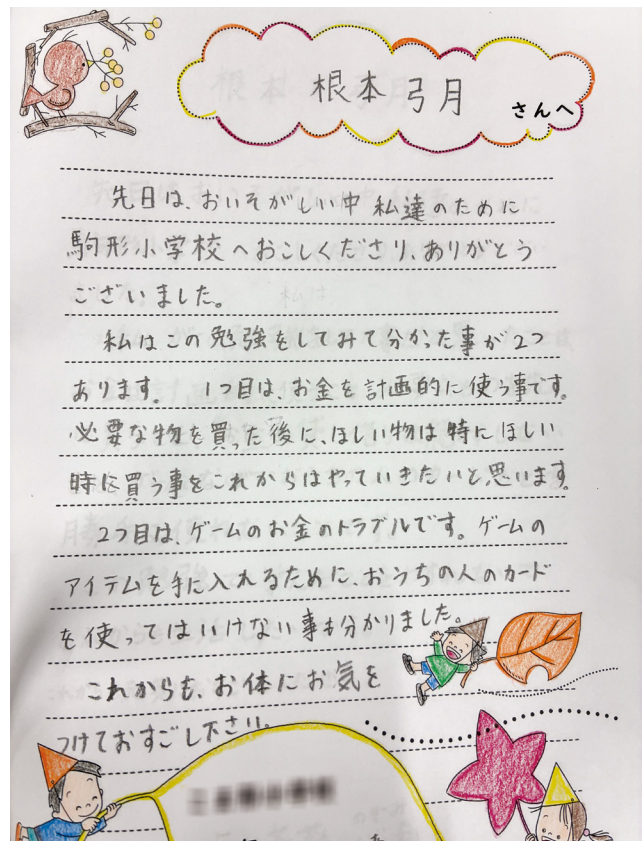 根本弓月
さんへ
先日は、おいそがしい中 私達のために
駒形小学校へおこしくださり、ありがとう
ございました。
私はこの勉強をしてみて分かった事が2つ
あります。 1つ目は、お金を計画的に使う事です。
必要な物を買った後に、ほしい物は特にほしい
時に買う事をこれからはやっていきたいと思います。
2つ目は、ゲームのお金のトラブルです。ゲームの
アイテムを手に入れるために、おうちの人のカード
を使ってはいけない事も分かりました。
これからも、お体にお気を
つけておすごし下さい。